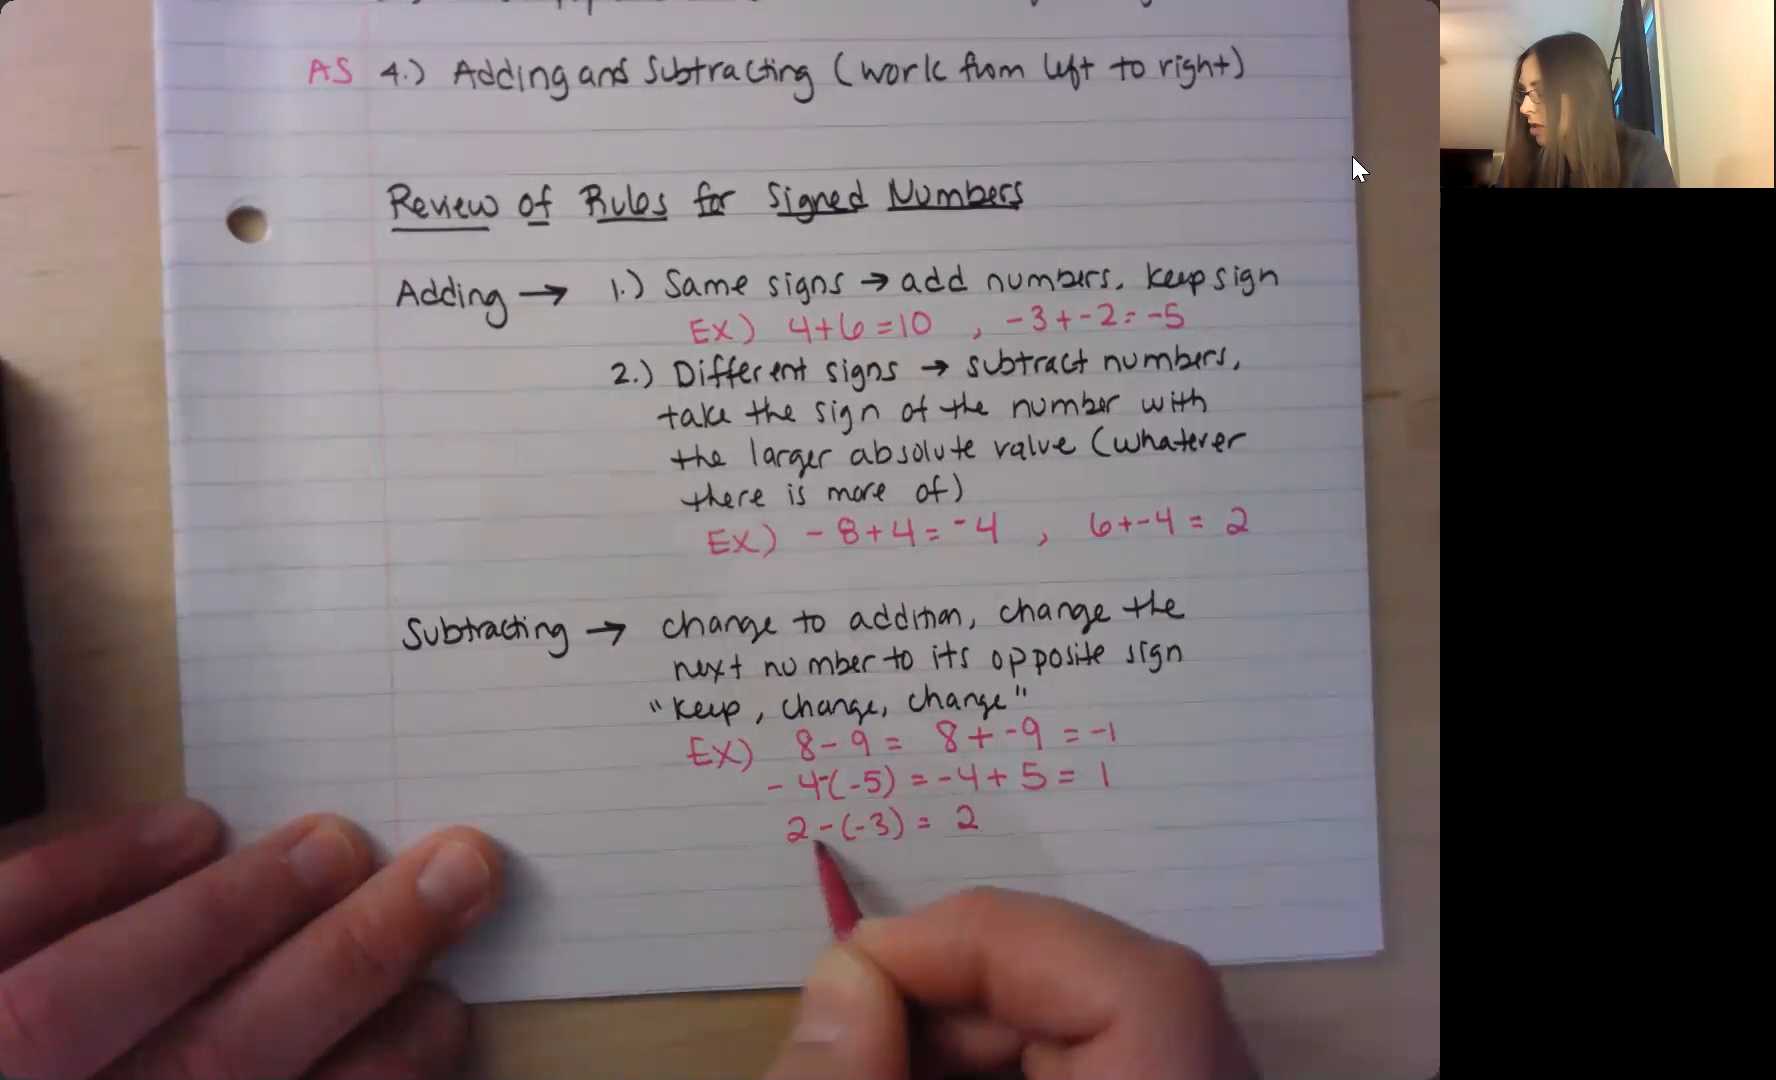 AS 4.) Adding and Subtracting (work from left to right)
Review of Rules for Signed Numbers
Adding → 1.) Same signs → add numbers, keep sign
Ex) 4+6=10 , -3+-2=-5
2.) Different signs → subtract numbers,
take the sign of the number with
the larger absolute value (whatever
there is more of)
Ex) -8+4=-4 , 6+-4=2
Subtracting → change to addition, change the
next number to its opposite sign
"keep, change, change"
Ex) 8-9= 8+-9=-1
-4-(-5)=-4+5=1
2-(-3)= 2